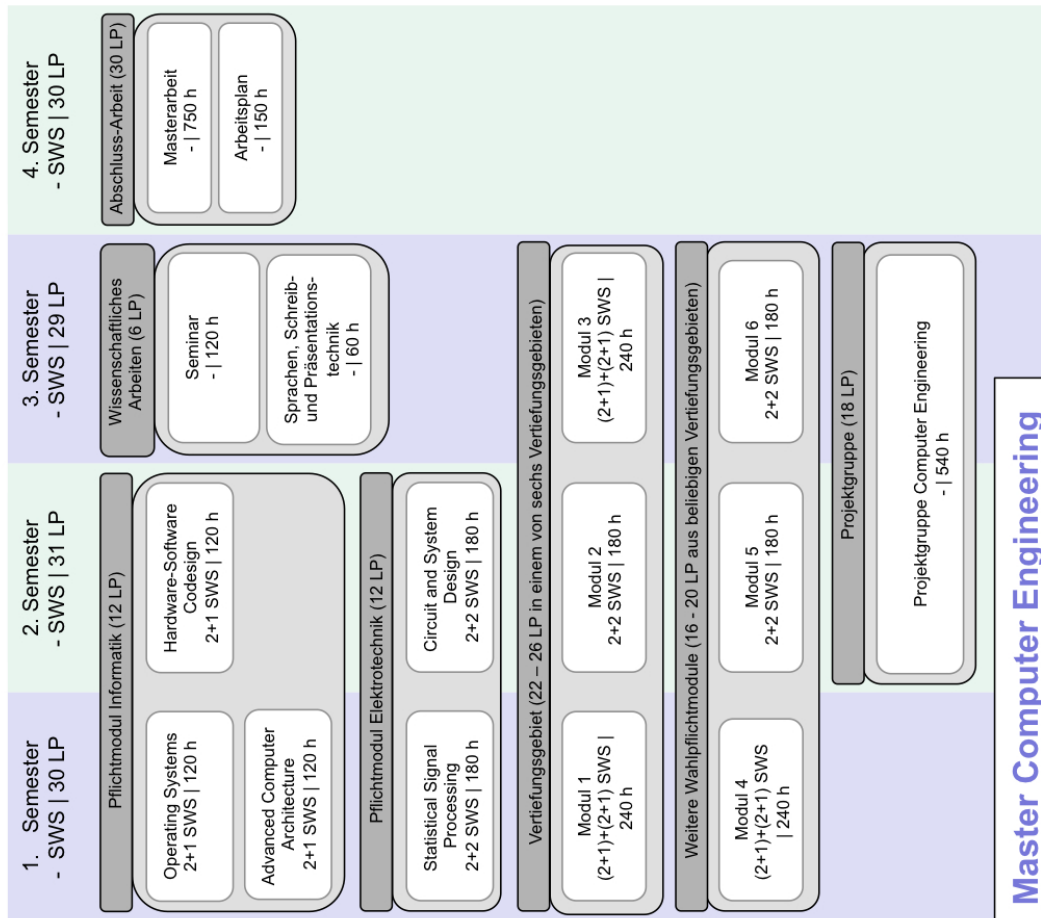 1. Semester
- SWS | 30 LP
2. Semester
- SWS | 31 LP
3. Semester
- SWS | 29 LP
4. Semester
- SWS | 30 LP
Pflichtmodul Informatik (12 LP)
Operating Systems
2+1 SWS | 120 h
Hardware-Software
Codesign
2+1 SWS | 120 h
Advanced Computer
Architecture
2+1 SWS | 120 h
Wissenschaftliches
Arbeiten (6 LP)
Seminar
- | 120 h
Sprachen, Schreib-
und Präsentations-
technik
- | 60 h
Abschluss-Arbeit (30 LP)
Masterarbeit
- | 750 h
Arbeitsplan
- | 150 h
Pflichtmodul Elektrotechnik (12 LP)
Statistical Signal
Processing
2+2 SWS | 180 h
Circuit and System
Design
2+2 SWS | 180 h
Vertiefungsgebiet (22 – 26 LP in einem von sechs Vertiefungsgebieten)
Modul 1
(2+1)+(2+1) SWS |
240 h
Modul 2
2+2 SWS | 180 h
Modul 3
(2+1)+(2+1) SWS |
240 h
Weitere Wahlpflichtmodule (16 - 20 LP aus beliebigen Vertiefungsgebieten)
Modul 4
(2+1)+(2+1) SWS
| 240 h
Modul 5
2+2 SWS | 180 h
Modul 6
2+2 SWS | 180 h
Projektgruppe (18 LP)
Projektgruppe Computer Engineering
- | 540 h
Master Computer Engineering